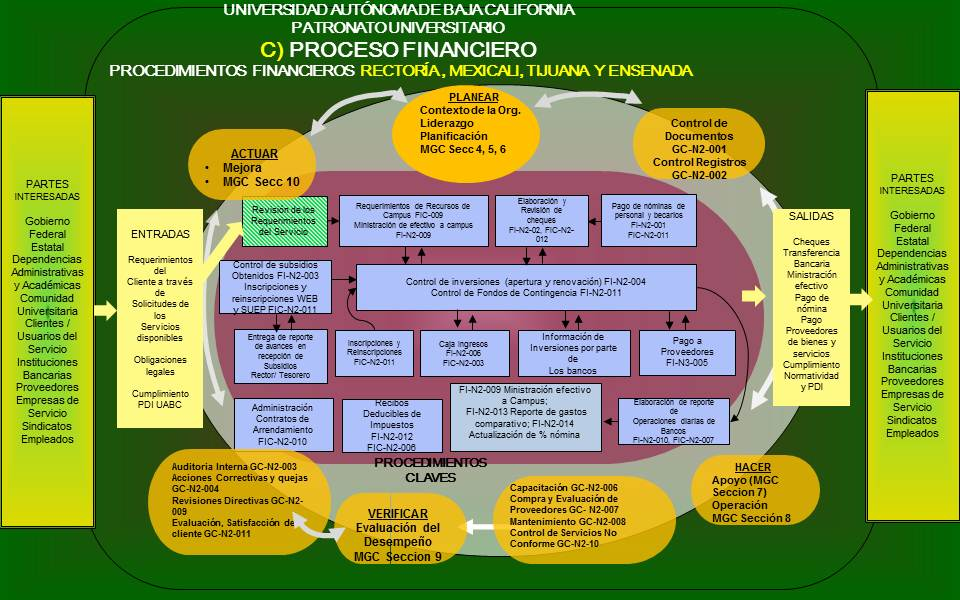 UNIVERSIDAD AUTÓNOMA DE BAJA CALIFORNIA
PATRONATO UNIVERSITARIO
C) PROCESO FINANCIERO
PROCEDIMIENTOS FINANCIEROS RECTORÍA, MEXICALI, TIJUANA Y ENSENADA
PARTES
INTERESADAS
Gobierno
Federal
Estatal
Dependencias
Administrativas
y Académicas
Comunidad
Universitaria
Clientes /
Usuarios del
Servicio
Instituciones
Bancarias
Proveedores
Empresas de
Servicio
Sindicatos
Empleados
ENTRADAS
Requerimientos
del
Cliente a través
de
Solicitudes de
los
Servicios
disponibles
Obligaciones
legales
Cumplimiento
PDI UABC
ACTUAR
• Mejora
• MGC Secc 10
PLANEAR
Contexto de la Org.
Liderazgo
Planificación
MGC Secc 4, 5, 6
Control de
Documentos
GC-N2-001
Control Registros
GC-N2-002
Revisión de los
Requerimientos
del Servicio
Requerimientos de Recursos de
Campus FIC-009
Ministración de efectivo a campus
FI-N2-009
Elaboración y
Revisión de
cheques
FI-N2-02, FIC-N2-
012
Pago de nóminas de
personal y becarios
FI-N2-001
FIC-N2-011
Control de subsidios
Obtenidos FI-N2-003
Inscripciones y
reinscripciones WEB
y SUEP FIC-N2-011
Control de inversiones (apertura y renovación) FI-N2-004
Control de Fondos de Contingencia FI-N2-011
Entrega de reporte
de avances en
recepción de
Subsidios
Rector/ Tesorero
Inscripciones y
Reinscripciones
FIC-N2-011
Caja ingresos
FI-N2-006
FIC-N2-003
Información de
Inversiones por parte
de
Los bancos
Pago a
Proveedores
FI-N3-005
Administración
Contratos de
Arrendamiento
FIC-N2-010
Recibos
Deducibles de
Impuestos
FI-N2-012
FIC-N2-006
FI-N2-009 Ministración efectivo
a Campus;
FI-N2-013 Reporte de gastos
comparativo; FI-N2-014
Actualización de % nómina
Elaboración de reporte
de
Operaciones diarias de
Bancos
FI-N2-010, FIC-N2-007
PROCEDIMIENTOS
CLAVES
Auditoria Interna GC-N2-003
Acciones Correctivas y quejas
GC-N2-004
Revisiones Directivas GC-N2-
009
Evaluación, Satisfacción de
cliente GC-N2-011
VERIFICAR
Evaluación del
Desempeño
MGC Seccion 9
Capacitación GC-N2-006
Compra y Evaluación de
Proveedores GC- N2-007
Mantenimiento GC-N2-008
Control de Servicios No
Conforme GC-N2-10
HACER
Apoyo (MGC
Seccion 7)
Operación
MGC Sección 8
SALIDAS
Cheques
Transferencia
Bancaria
Ministración
efectivo
Pago de
nómina
Pago
Proveedores
de bienes y
servicios
Cumplimiento
Normatividad
y PDI
PARTES
INTERESADAS
Gobierno
Federal
Estatal
Dependencias
Administrativas
y Académicas
Comunidad
Universitaria
Clientes /
Usuarios del
Servicio
Instituciones
Bancarias
Proveedores
Empresas de
Servicio
Sindicatos
Empleados